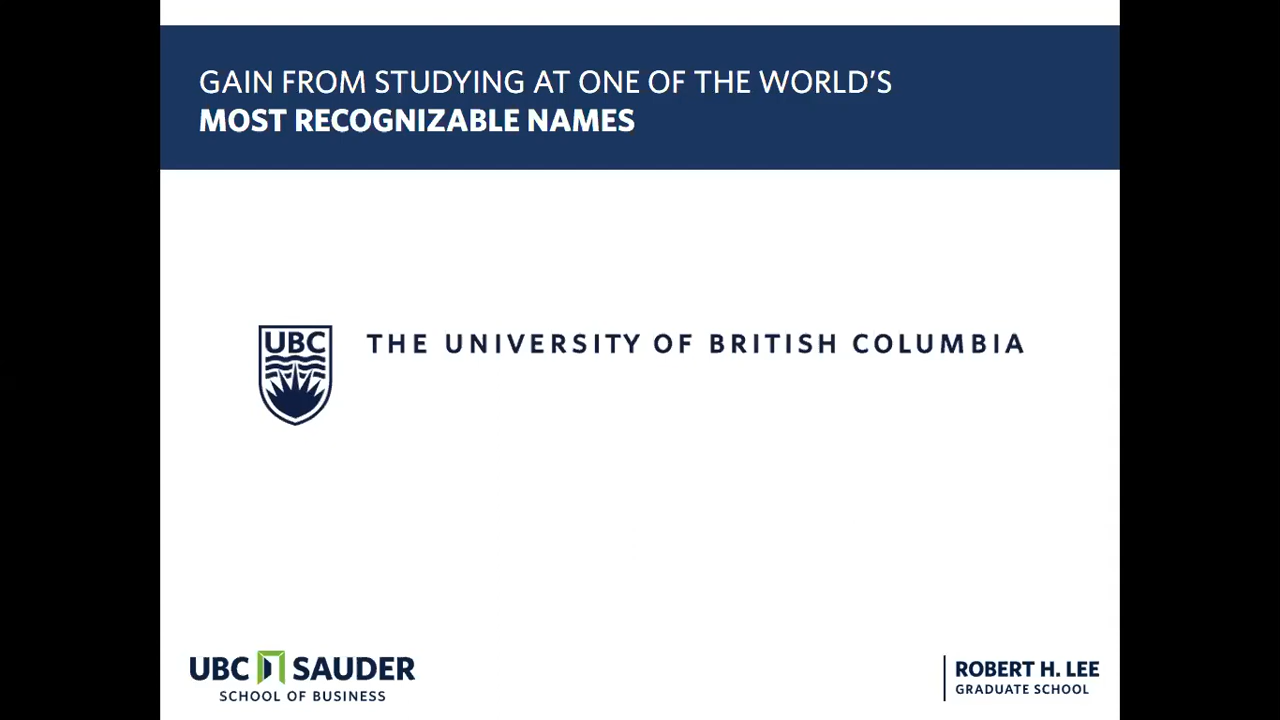 GAIN FROM STUDYING AT ONE OF THE WORLD'S
MOST RECOGNIZABLE NAMES
UBC
THE UNIVERSITY OF BRITISH COLUMBIA
UBC SAUDER
SCHOOL OF BUSINESS
ROBERT H. LEE
GRADUATE SCHOOL